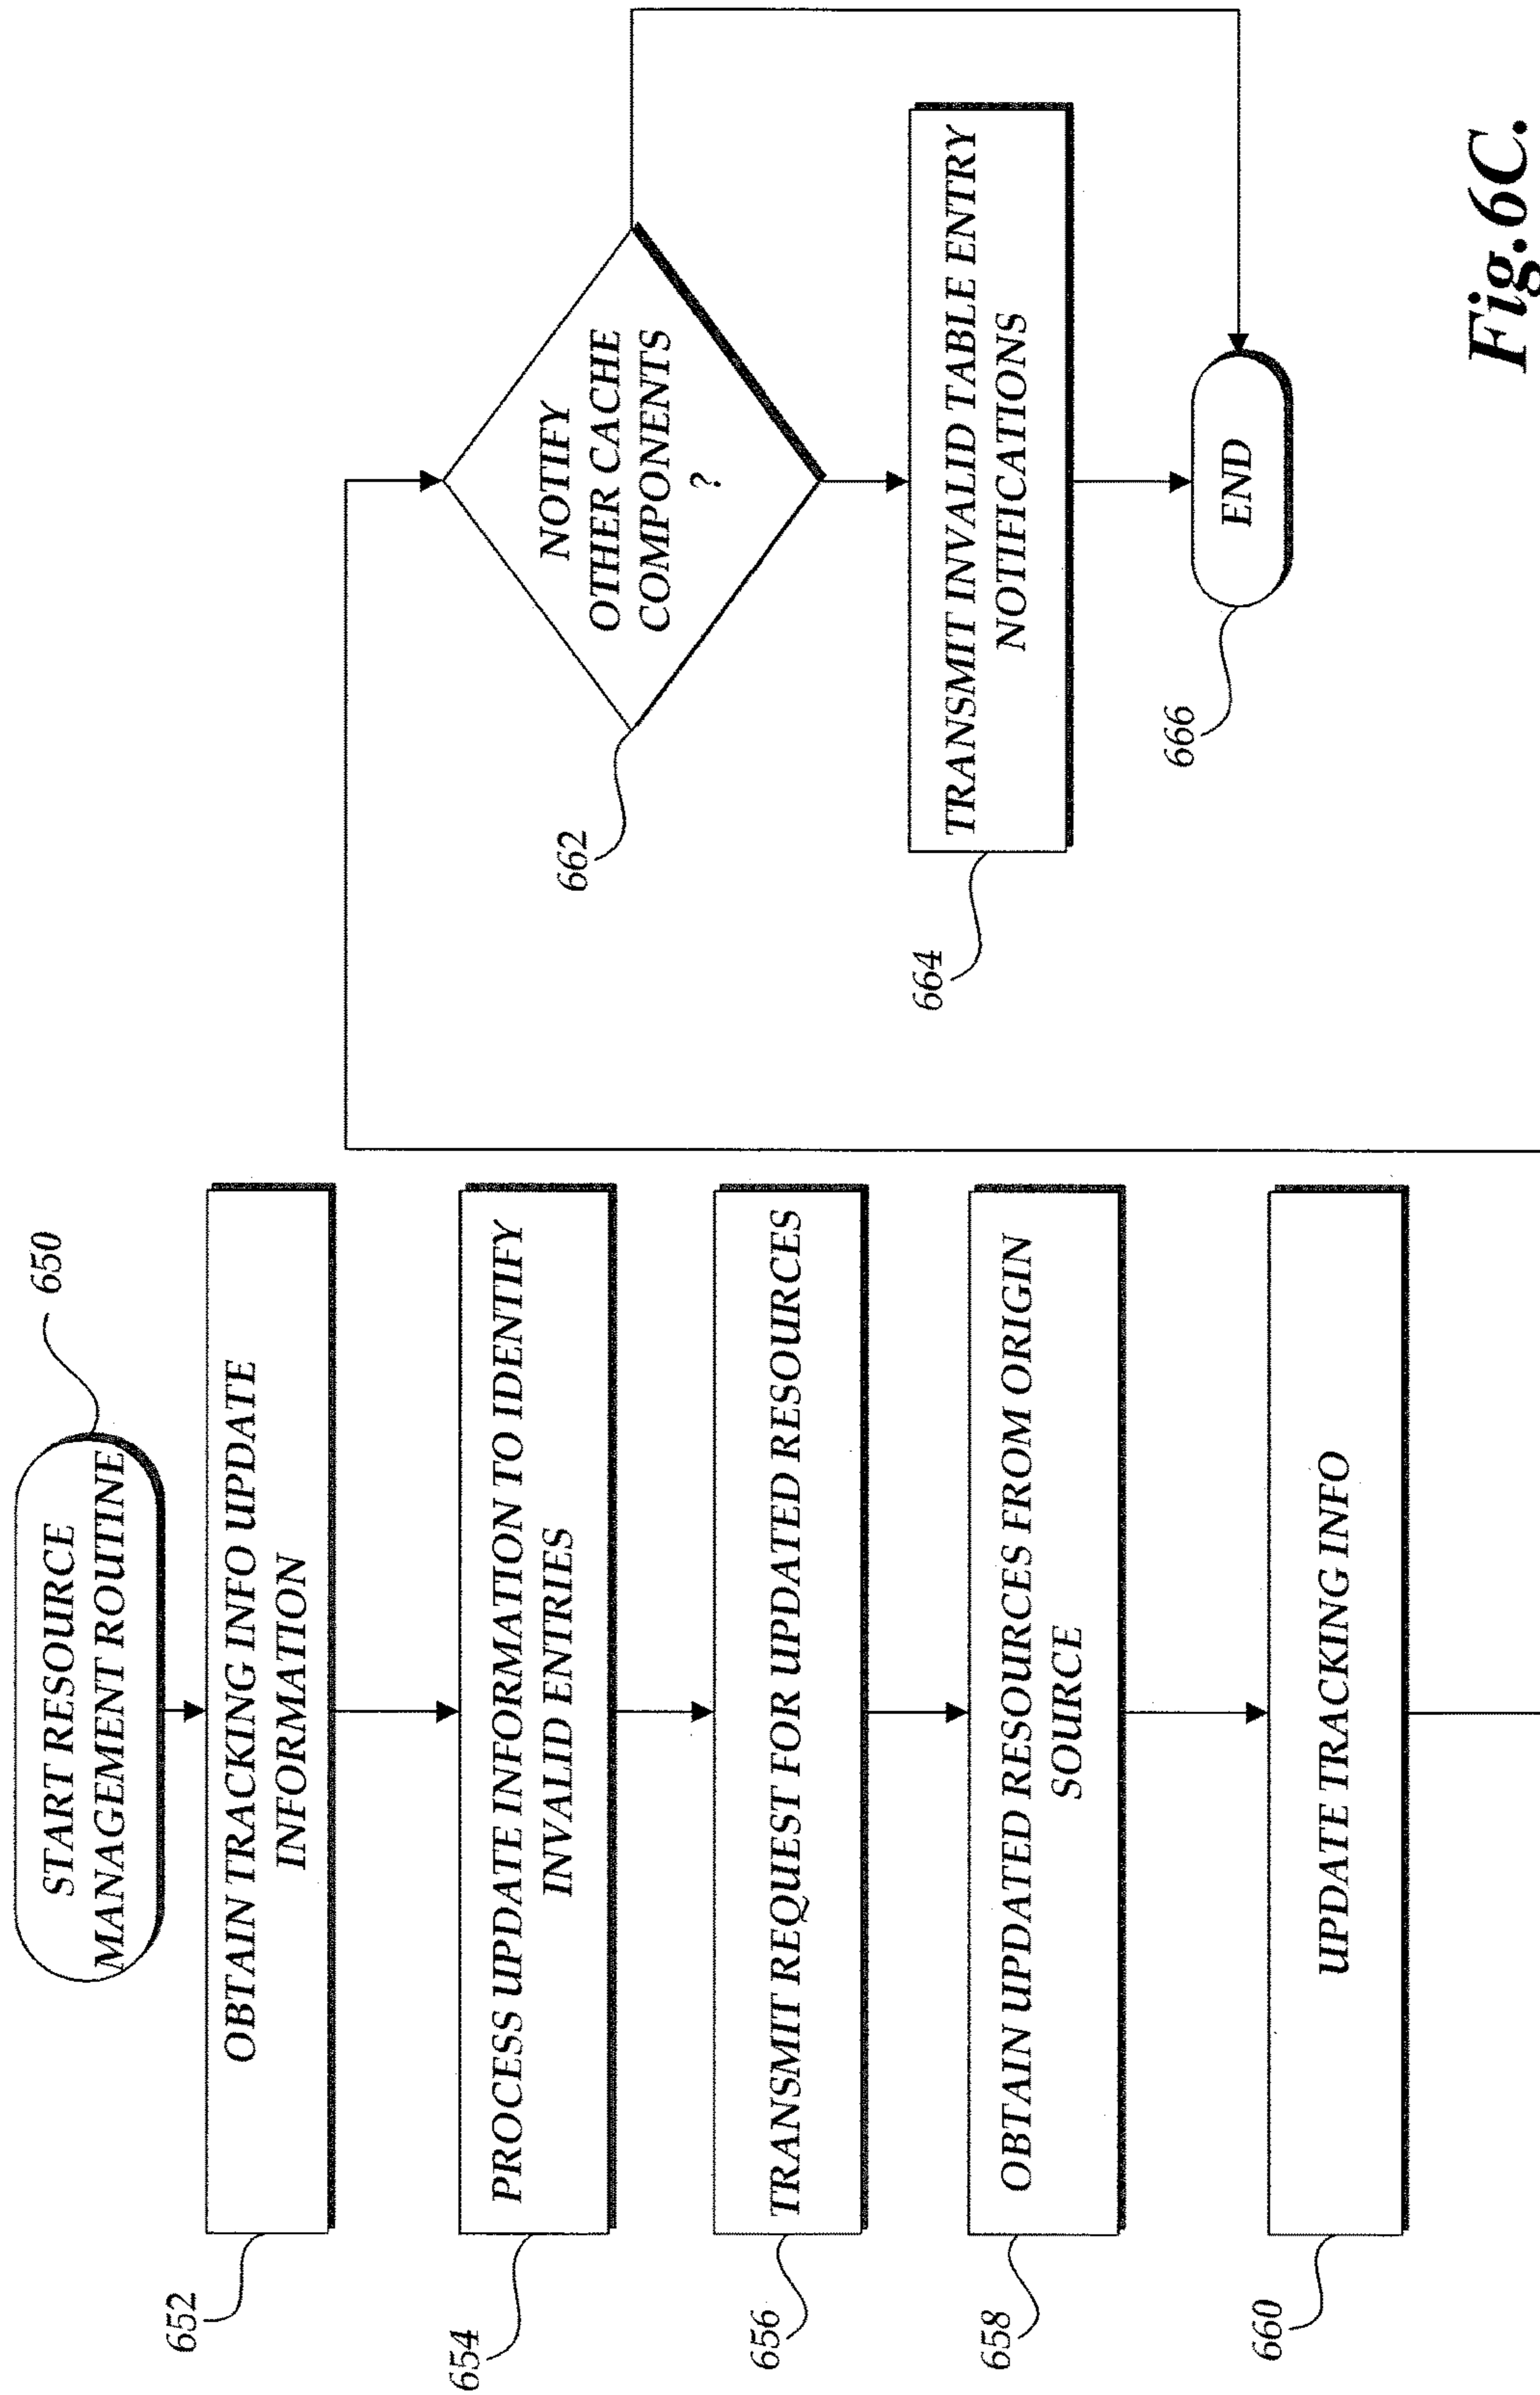 START RESOURCE
MANAGEMENT ROUTINE
650
652
OBTAIN TRACKING INFO UPDATE
INFORMATION
654
PROCESS UPDATE INFORMATION TO IDENTIFY
INVALID ENTRIES
656
TRANSMIT REQUEST FOR UPDATED RESOURCES
658
OBTAIN UPDATED RESOURCES FROM ORIGIN
SOURCE
660
UPDATE TRACKING INFO
662
NOTIFY
OTHER CACHE
COMPONENTS
?
664
TRANSMIT INVALID TABLE ENTRY
NOTIFICATIONS
666
END
Fig.6C.